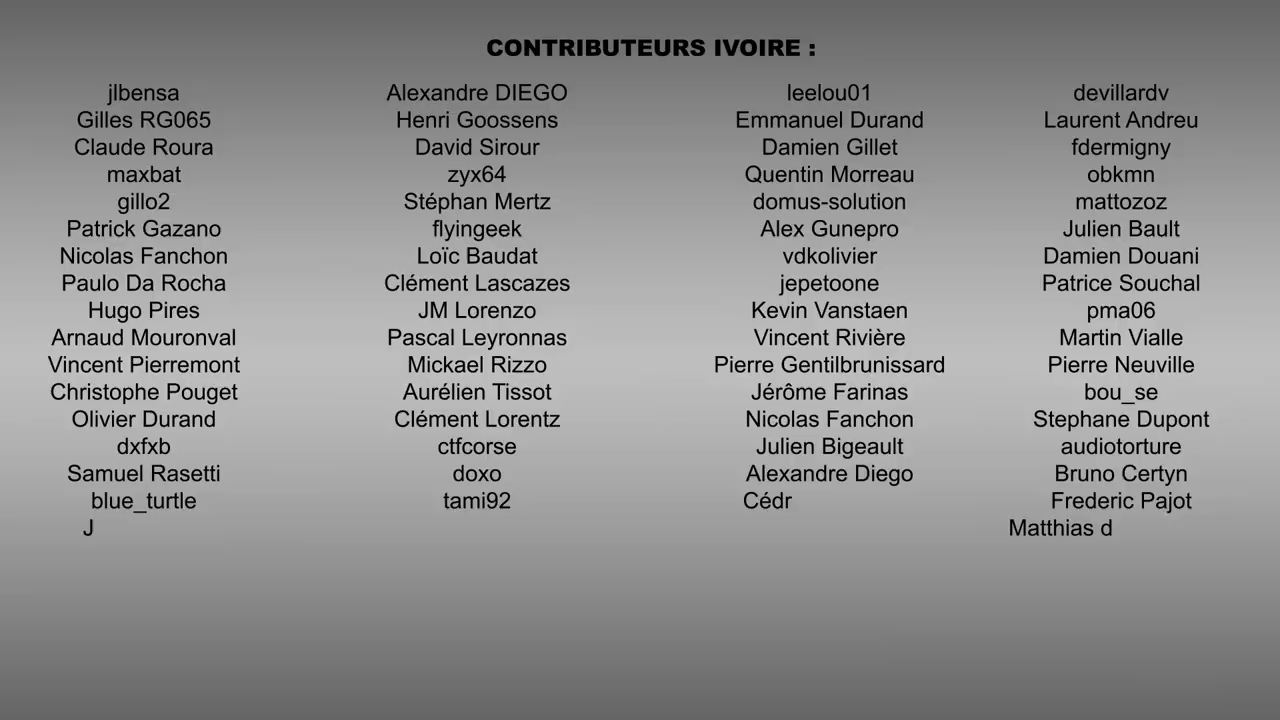 CONTRIBUTEURS IVOIRE :
jlbensa
Gilles RG065
Claude Roura
maxbat
gillo2
Patrick Gazano
Nicolas Fanchon
Paulo Da Rocha
Hugo Pires
Arnaud Mouronval
Vincent Pierremont
Christophe Pouget
Olivier Durand
dxfxb
Samuel Rasetti
blue_turtle
J
Alexandre DIEGO
Henri Goossens
David Sirour
zyx64
Stéphan Mertz
flyingeek
Loïc Baudat
Clément Lascazes
JM Lorenzo
Pascal Leyronnas
Mickael Rizzo
Aurélien Tissot
Clément Lorentz
ctfcorse
doxo
tami92
leelou01
Emmanuel Durand
Damien Gillet
Quentin Morreau
domus-solution
Alex Gunepro
vdkolivier
jepetoone
Kevin Vanstaen
Vincent Rivière
Pierre Gentilbrunissard
Jérôme Farinas
Nicolas Fanchon
Julien Bigeault
Alexandre Diego
Cédr
devillardv
Laurent Andreu
fdermigny
obkmn
mattozoz
Julien Bault
Damien Douani
Patrice Souchal
pma06
Martin Vialle
Pierre Neuville
bou_se
Stephane Dupont
audiotorture
Bruno Certyn
Frederic Pajot
Matthias d